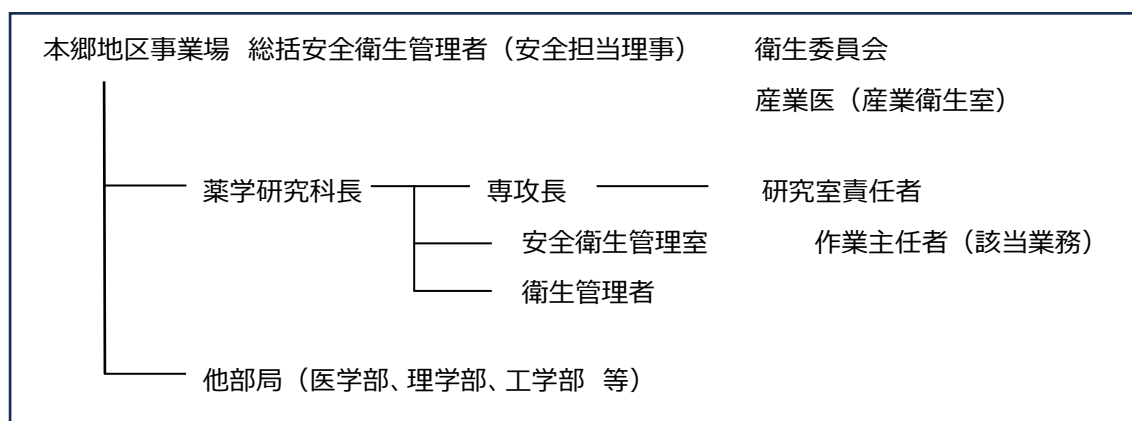 本郷地区事業場 総括安全衛生管理者（安全担当理事） 衛生委員会
産業医（産業衛生室）
薬学研究科長 専攻長 研究室責任者
安全衛生管理室 作業主任者（該当業務）
衛生管理者
他部局（医学部、理学部、工学部 等）